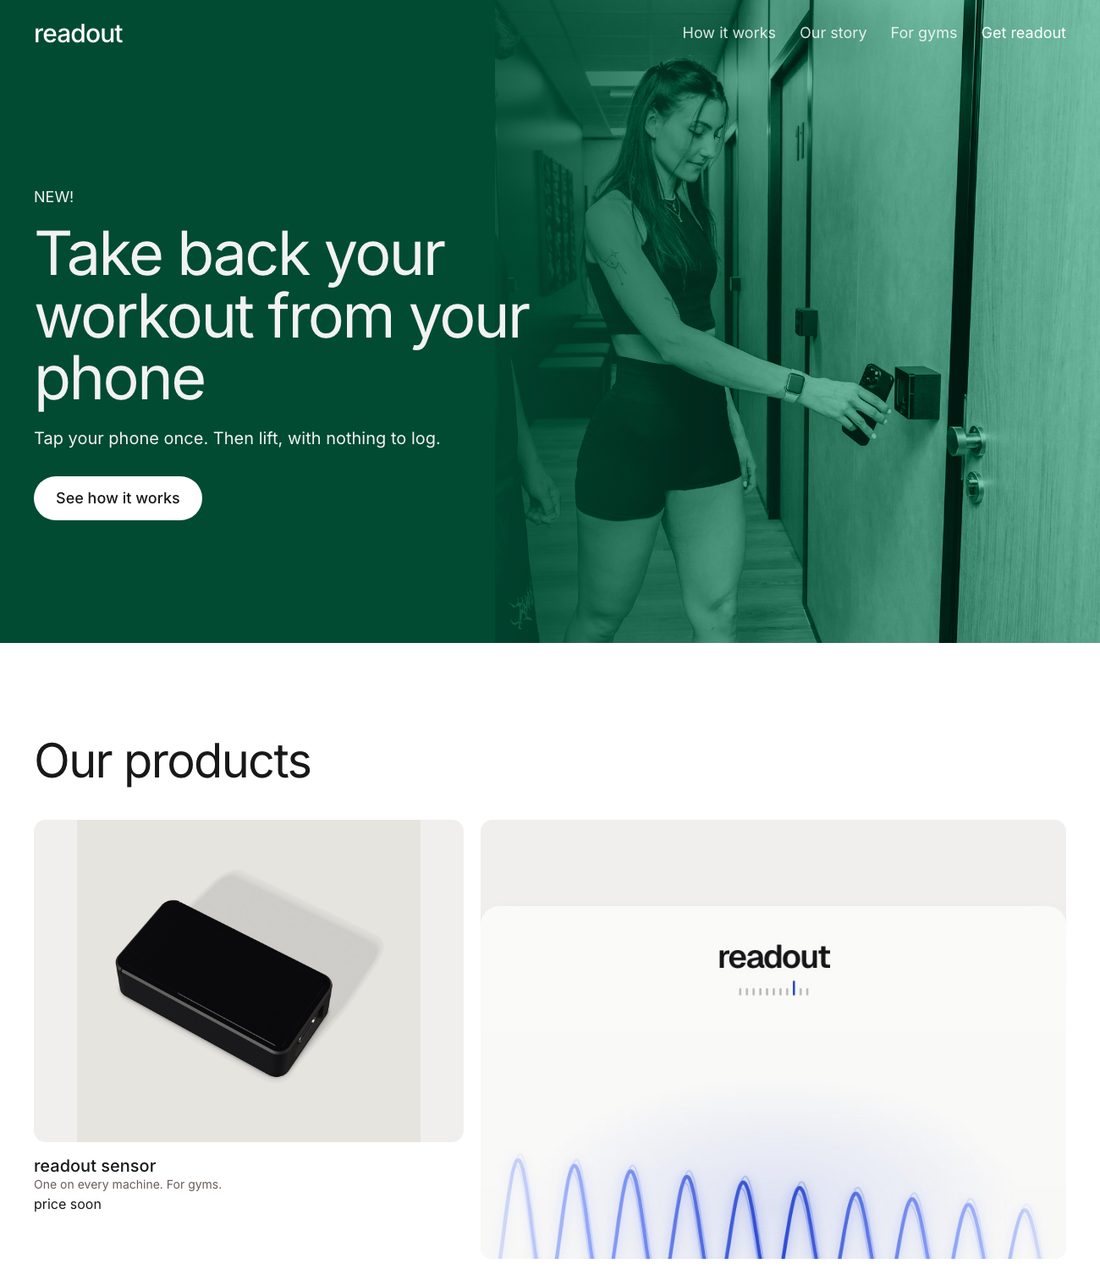 readout
How it works
Our story
For gyms
Get readout
NEW!
Take back your
workout from your
phone
Tap your phone once. Then lift, with nothing to log.
See how it works
Our products
readout
readout sensor
One on every machine. For gyms.
price soon